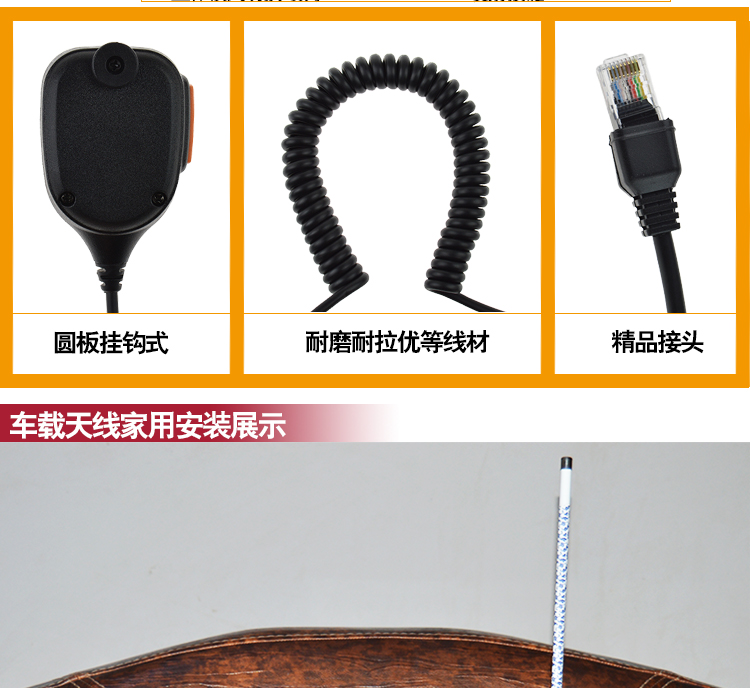 圆板挂钩式
耐磨耐拉优等线材
精品接头
车载天线家用安装展示